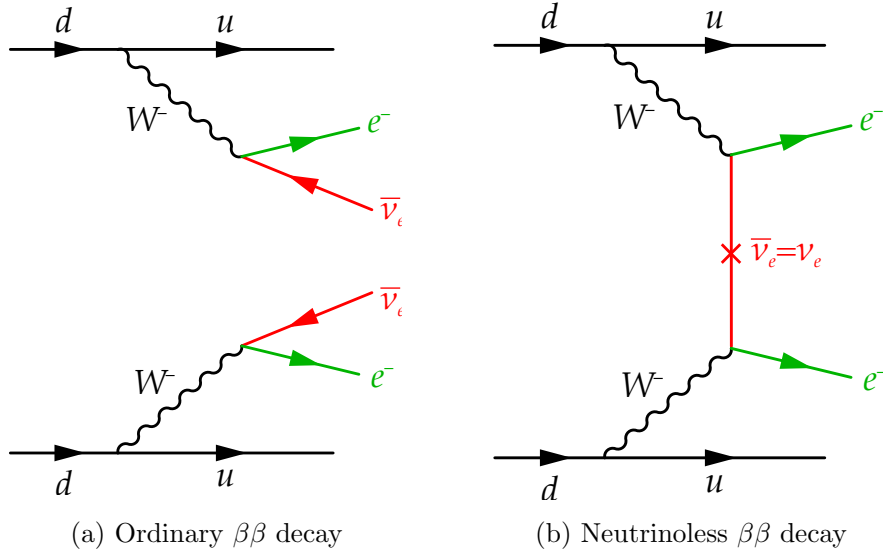 d u
W⁻
e⁻
ν̅ₑ
ν̅ₑ
W⁻
e⁻
d u
(a) Ordinary ββ decay
d u
W⁻
e⁻
ν̅ₑ=νₑ
W⁻
e⁻
d u
(b) Neutrinoless ββ decay